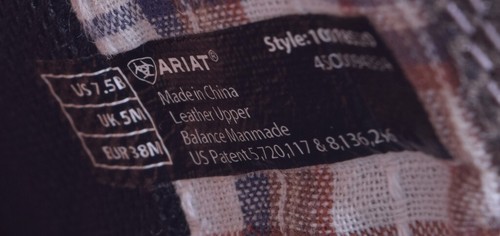 US 7.5B
UK 5M
EUR 38M
ARIAT®
Made in China
Leather Upper
Balance Manmade
US Patent 5,720,117 & 8,136,2
Style: